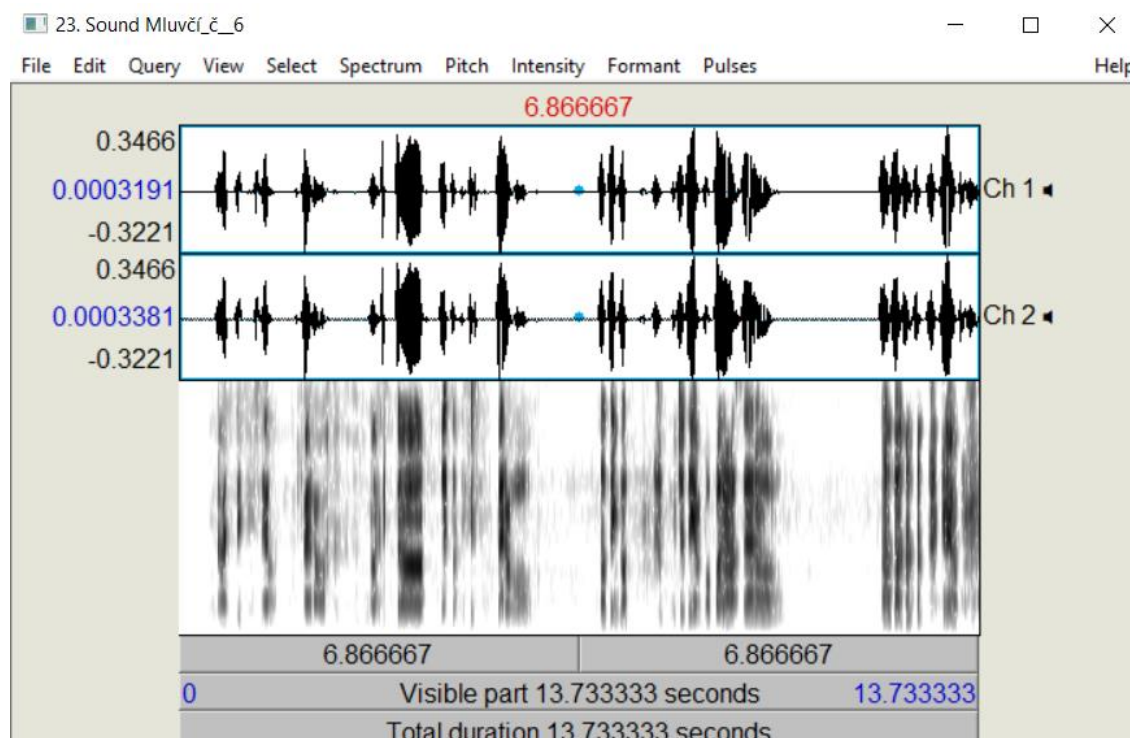 23. Sound Mluvčí_č__6
File Edit Query View Select Spectrum Pitch Intensity Formant Pulses Help
6.866667
0.3466
0.0003191
-0.3221
Ch 1
0.3466
0.0003381
-0.3221
Ch 2
6.866667 6.866667
0 Visible part 13.733333 seconds 13.733333
Total duration 13.733333 seconds